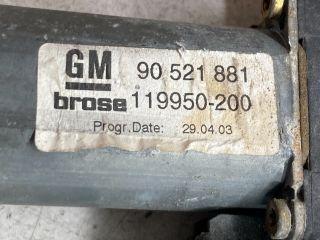 GM 90 521 881
brose 119950-200
Progr.Date: 29.04.03